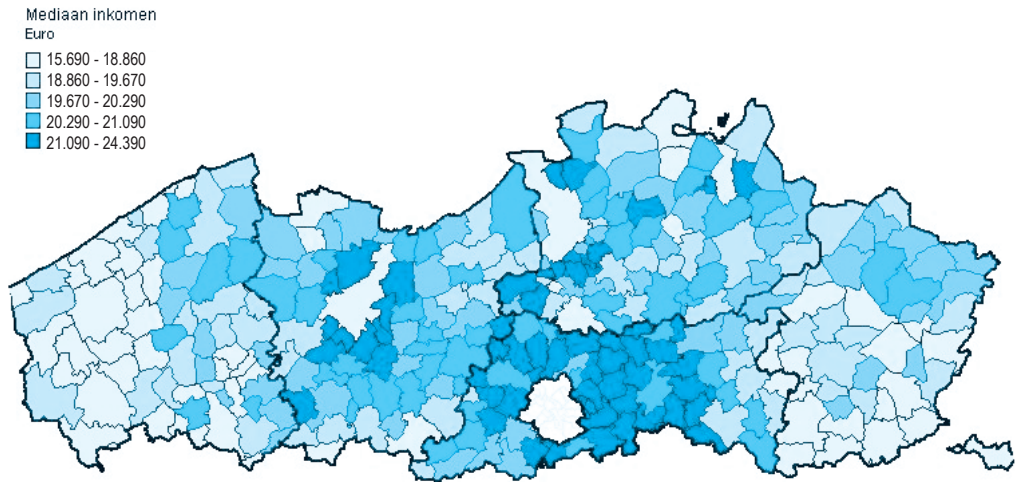 Mediaan inkomen
Euro
15.690 - 18.860
18.860 - 19.670
19.670 - 20.290
20.290 - 21.090
21.090 - 24.390